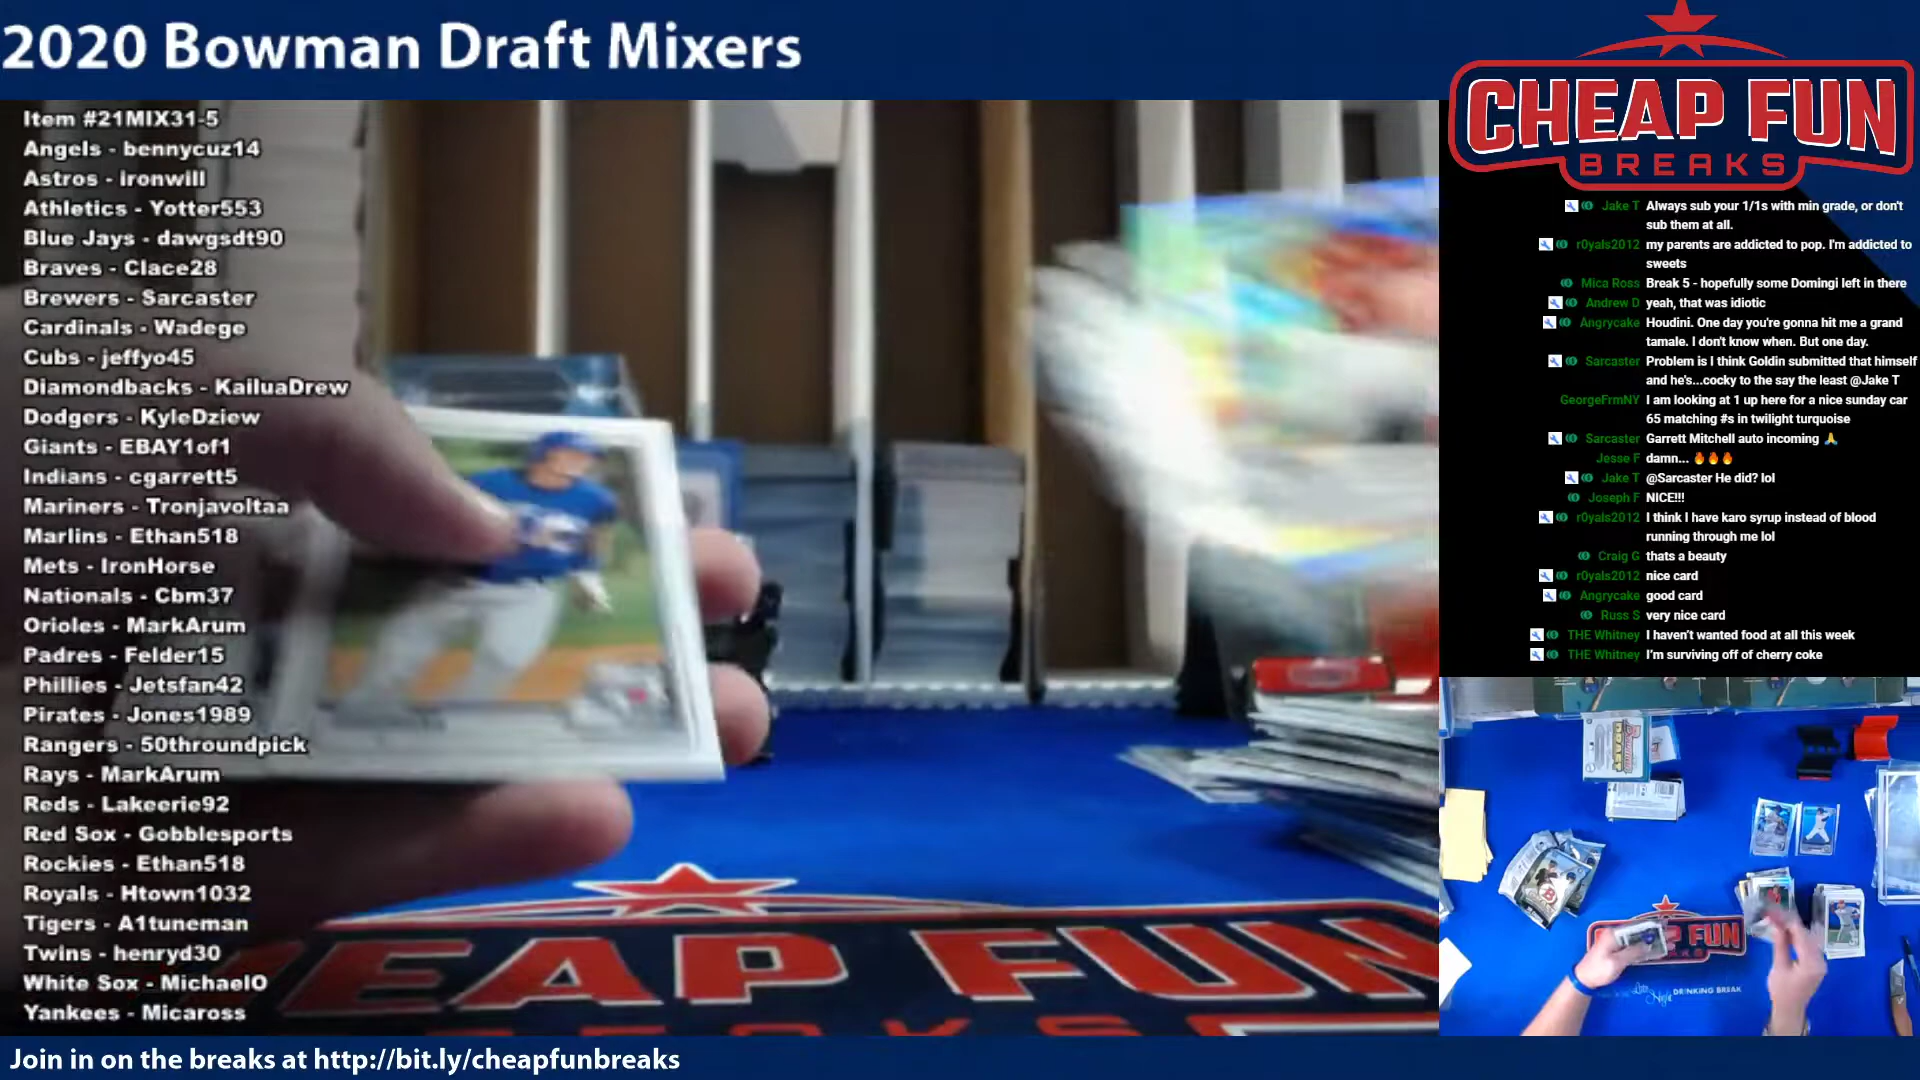 2020 Bowman Draft Mixers
Item #21MIX31-5
Angels - bennycuz14
Astros - ironwill
Athletics - Yotter553
Blue Jays - dawgsdt90
Braves - Clace28
Brewers - Sarcaster
Cardinals - Wadege
Cubs - jeffyo45
Diamondbacks - KailuaDrew
Dodgers - KyleDziew
Giants - EBAY1of1
Indians - cgarrett5
Mariners - Tronjavoltaa
Marlins - Ethan518
Mets - IronHorse
Nationals - Cbm37
Orioles - MarkArum
Padres - Felder15
Phillies - Jetsfan42
Pirates - Jones1989
Rangers - 50throundpick
Rays - MarkArum
Reds - Lakeerie92
Red Sox - Gobblesports
Rockies - Ethan518
Royals - Htown1032
Tigers - A1tuneman
Twins - henryd30
White Sox - MichaelO
Yankees - Micaross
EAP FUN
Join in on the breaks at http://bit.ly/cheapfunbreaks
CHEAP FUN
BREAKS
Jake T Always sub your 1/1s with min grade, or don't
sub them at all.
r0yals2012 my parents are addicted to pop. I'm addicted to
sweets
Mica Ross Break 5 - hopefully some Domingi left in there
Andrew D yeah, that was idiotic
Angrycake Houdini. One day you're gonna hit me a grand
tamale. I don't know when. But one day.
Sarcaster Problem is I think Goldin submitted that himself
and he's...cocky to the say the least @Jake T
GeorgeFrmNY I am looking at 1 up here for a nice sunday car
65 matching #s in twilight turquoise
Sarcaster Garrett Mitchell auto incoming 🙏
Jesse F damn... 🔥🔥🔥
Jake T @Sarcaster He did? lol
Joseph F NICE!!!
r0yals2012 I think I have karo syrup instead of blood
running through me lol
Craig G thats a beauty
r0yals2012 nice card
Angrycake good card
Russ S very nice card
THE Whitney I haven't wanted food at all this week
THE Whitney I'm surviving off of cherry coke
DRAFT
FUN
DRINKING BREAK